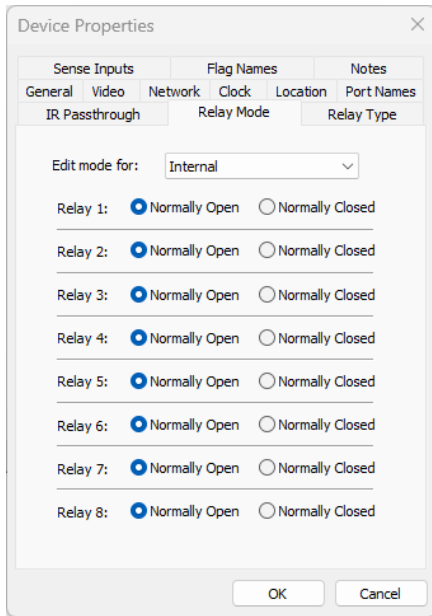 Device Properties
Sense Inputs Flag Names Notes
General Video Network Clock Location Port Names
IR Passthrough Relay Mode Relay Type
Edit mode for: Internal
Relay 1: Normally Open Normally Closed
Relay 2: Normally Open Normally Closed
Relay 3: Normally Open Normally Closed
Relay 4: Normally Open Normally Closed
Relay 5: Normally Open Normally Closed
Relay 6: Normally Open Normally Closed
Relay 7: Normally Open Normally Closed
Relay 8: Normally Open Normally Closed
OK Cancel